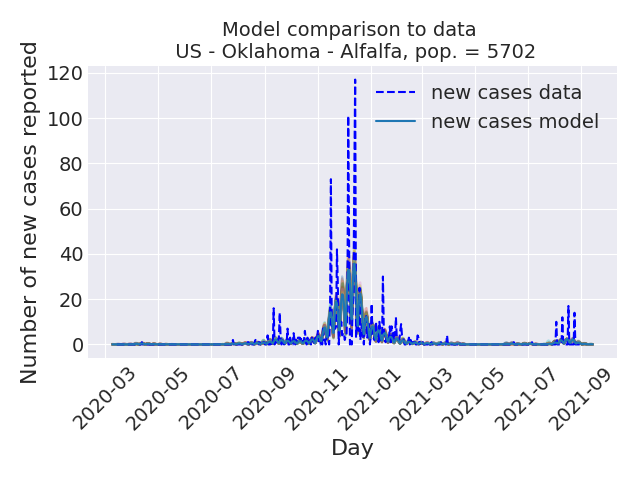 Model comparison to data
US - Oklahoma - Alfalfa, pop. = 5702
Number of new cases reported
120
100
80
60
40
20
0
new cases data
new cases model
2020-03
2020-05
2020-07
2020-09
2020-11
2021-01
2021-03
2021-05
2021-07
2021-09
Day